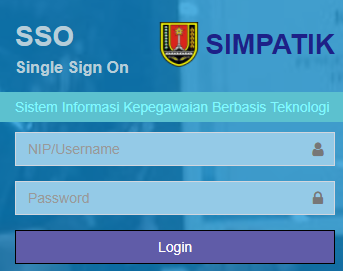 SSO
Single Sign On
SIMPATIK
Sistem Informasi Kepegawaian Berbasis Teknologi
NIP/Username
Password
Login